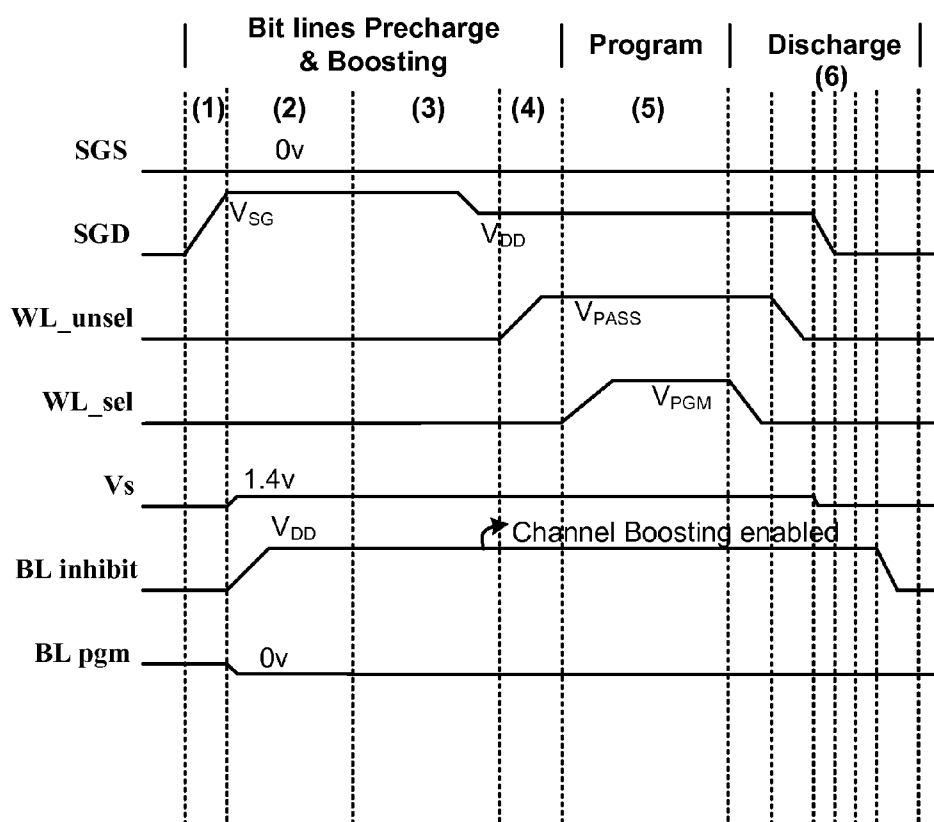 Bit lines Precharge
& Boosting
Program
Discharge
(1)
(2)
(3)
(4)
(5)
(6)
SGS
0v
SGD
VSG
VDD
WL_unsel
VPASS
WL_sel
VPGM
Vs
1.4v
BL inhibit
VDD
Channel Boosting enabled
BL pgm
0v